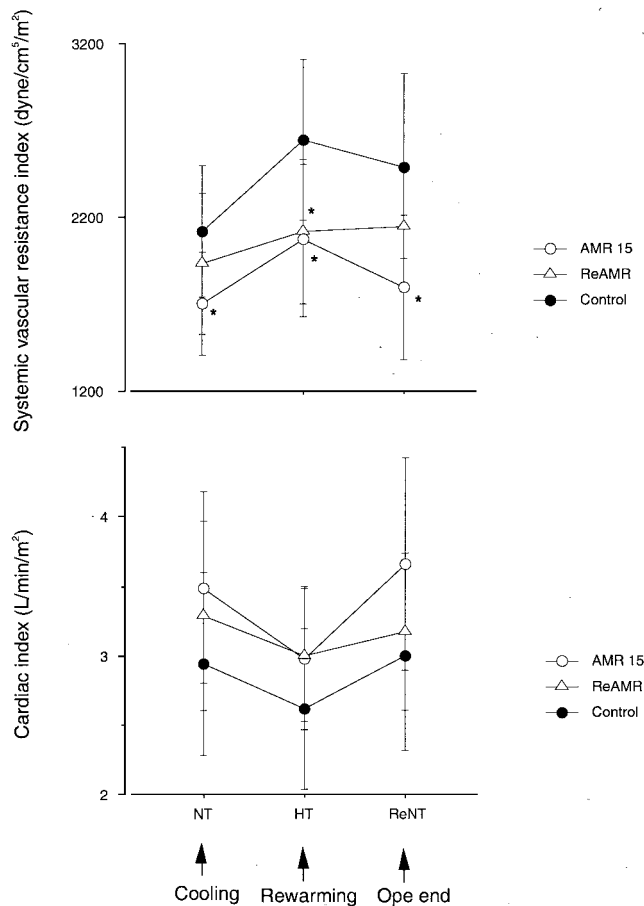 Systemic vascular resistance index (dyne/cm⁵/m²)
3200
2200
1200
*
*
*
*
AMR 15
ReAMR
Control
Cardiac index (L/min/m²)
4
3
2
AMR 15
ReAMR
Control
NT
HT
ReNT
Cooling
Rewarming
Ope end